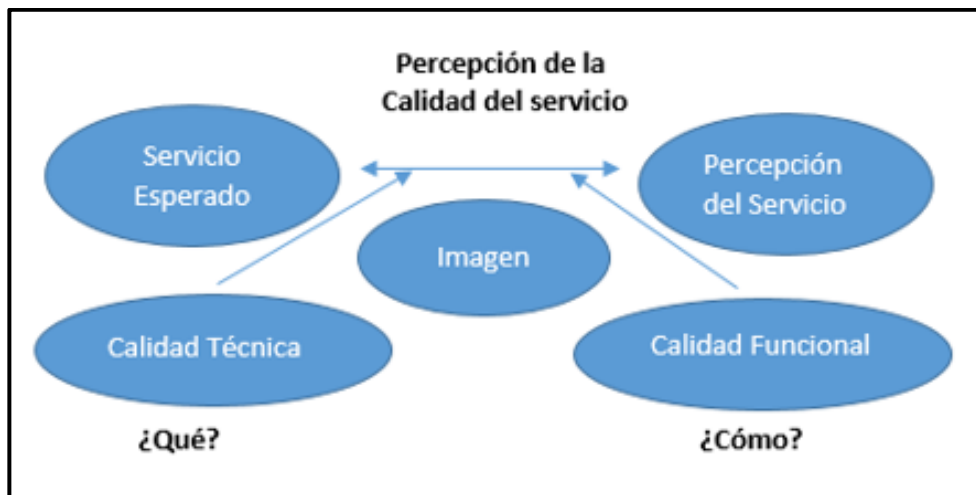 Percepción de la
Calidad del servicio
Servicio
Esperado
Percepción
del Servicio
Imagen
Calidad Técnica
Calidad Funcional
¿Qué?
¿Cómo?